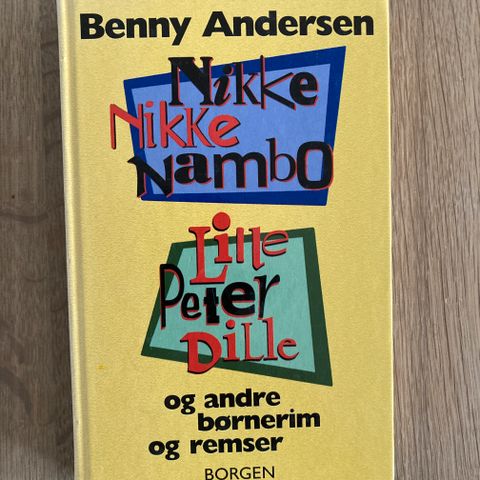 Benny Andersen
Nikke
Nikke
Nambo
Lille
Peter
Dille
og andre
børnerim
og remser
BORGEN